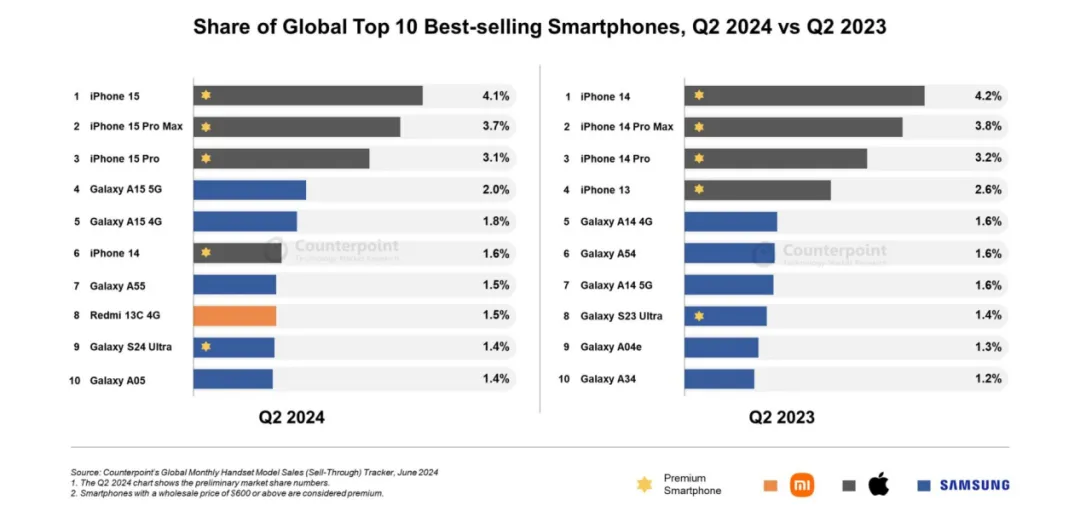 Share of Global Top 10 Best-selling Smartphones, Q2 2024 vs Q2 2023
1 iPhone 15 4.1%
2 iPhone 15 Pro Max 3.7%
3 iPhone 15 Pro 3.1%
4 Galaxy A15 5G 2.0%
5 Galaxy A15 4G 1.8%
6 iPhone 14 1.6%
7 Galaxy A55 1.5%
8 Redmi 13C 4G 1.5%
9 Galaxy S24 Ultra 1.4%
10 Galaxy A05 1.4%
Counterpoint
Technology Market Research
Q2 2024
1 iPhone 14 4.2%
2 iPhone 14 Pro Max 3.8%
3 iPhone 14 Pro 3.2%
4 iPhone 13 2.6%
5 Galaxy A14 4G 1.6%
6 Galaxy A54 1.6%
7 Galaxy A14 5G 1.6%
8 Galaxy S23 Ultra 1.4%
9 Galaxy A04e 1.3%
10 Galaxy A34 1.2%
Counterpoint
Technology Market Research
Q2 2023
Source: Counterpoint's Global Monthly Handset Model Sales (Sell-Through) Tracker, June 2024
1. The Q2 2024 chart shows the preliminary market share numbers.
2. Smartphones with a wholesale price of $600 or above are considered premium.
Premium
Smartphone
mi
SAMSUNG